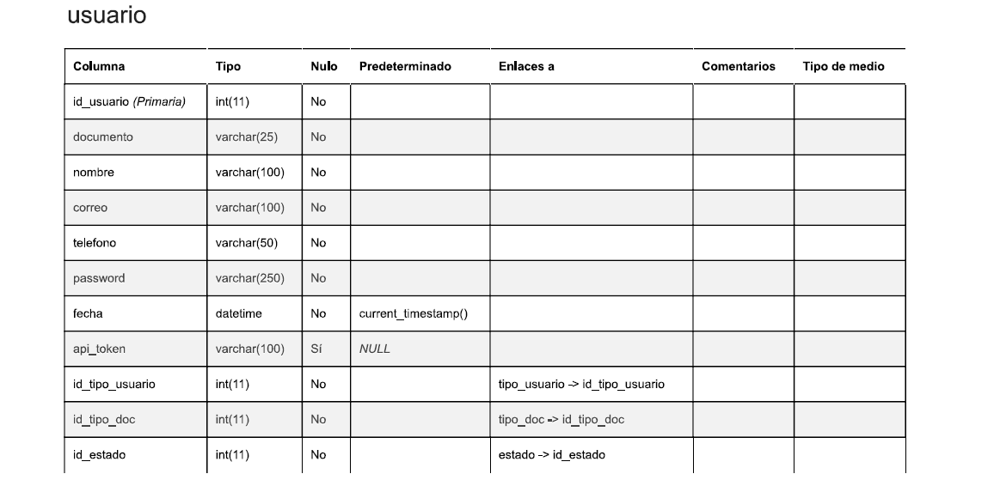 usuario
Columna Tipo Nulo Predeterminado Enlaces a Comentarios Tipo de medio
id_usuario (Primaria) int(11) No
documento varchar(25) No
nombre varchar(100) No
correo varchar(100) No
telefono varchar(50) No
password varchar(250) No
fecha datetime No current_timestamp()
api_token varchar(100) Sí NULL
id_tipo_usuario int(11) No tipo_usuario -> id_tipo_usuario
id_tipo_doc int(11) No tipo_doc -> id_tipo_doc
id_estado int(11) No estado -> id_estado